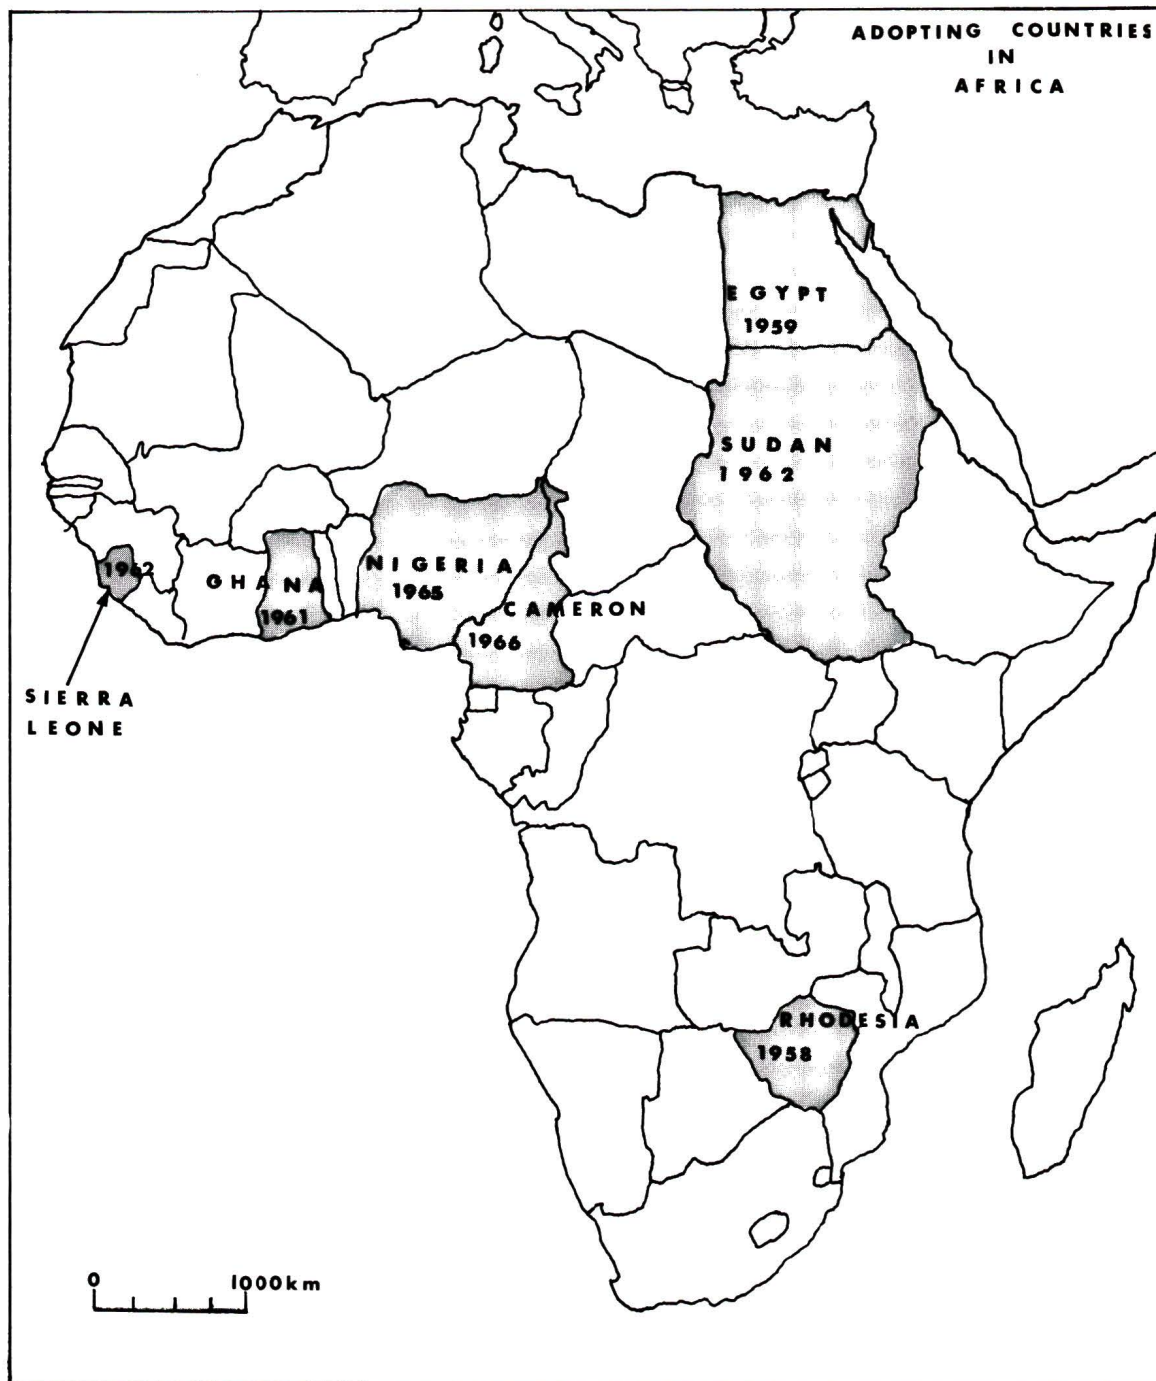 ADOPTING COUNTRIES
IN
AFRICA
EGYPT
1959
SUDAN
1962
NIGERIA
1965
CAMERON
1966
GHANA
1961
1962
SIERRA
LEONE
RHODESIA
1958
0 1000km